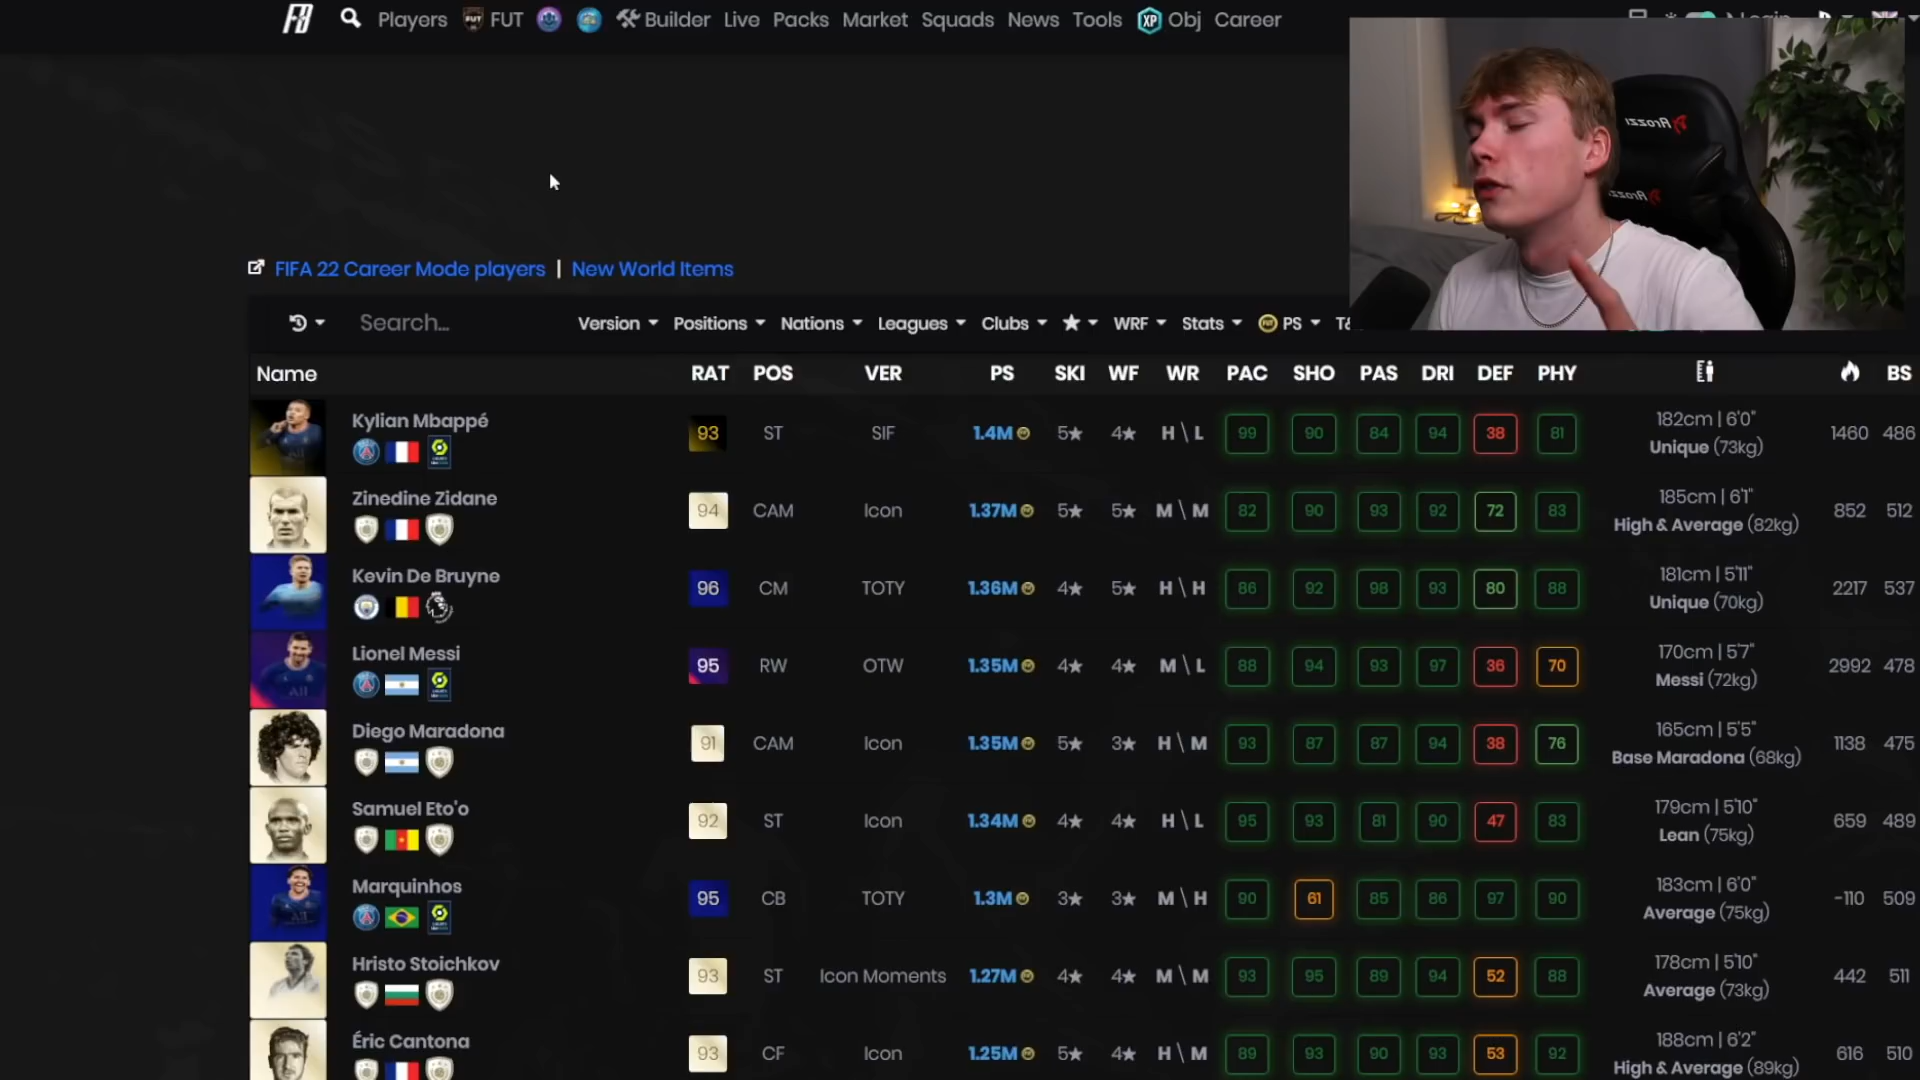 Players FUT Builder Live Packs Market Squads News Tools XP Obj Career
FIFA 22 Career Mode players | New World Items
Search... Version Positions Nations Leagues Clubs WRF Stats PS
Name RAT POS VER PS SKI WF WR PAC SHO PAS DRI DEF PHY BS
Kylian Mbappé 93 ST SIF 1.4M 5★ 4★ H \ L 99 90 84 94 38 81 182cm | 6'0" 1460 486
Unique (73kg)
Zinedine Zidane 94 CAM Icon 1.37M 5★ 5★ M \ M 82 90 93 92 72 83 185cm | 6'1" 852 512
High & Average (82kg)
Kevin De Bruyne 96 CM TOTY 1.36M 4★ 5★ H \ H 86 92 98 93 80 88 181cm | 5'11" 2217 537
Unique (70kg)
Lionel Messi 95 RW OTW 1.35M 4★ 4★ M \ L 88 94 93 97 36 70 170cm | 5'7" 2992 478
Messi (72kg)
Diego Maradona 91 CAM Icon 1.35M 5★ 3★ H \ M 93 87 87 94 38 76 165cm | 5'5" 1138 475
Base Maradona (68kg)
Samuel Eto'o 92 ST Icon 1.34M 4★ 4★ H \ L 95 93 81 90 47 83 179cm | 5'10" 659 489
Lean (75kg)
Marquinhos 95 CB TOTY 1.3M 3★ 3★ M \ H 90 61 85 86 97 90 183cm | 6'0" -110 509
Average (75kg)
Hristo Stoichkov 93 ST Icon Moments 1.27M 4★ 4★ M \ M 93 95 89 94 52 88 178cm | 5'10" 442 511
Average (73kg)
Éric Cantona 93 CF Icon 1.25M 5★ 4★ H \ M 89 93 90 93 53 92 188cm | 6'2" 616 510
High & Average (89kg)